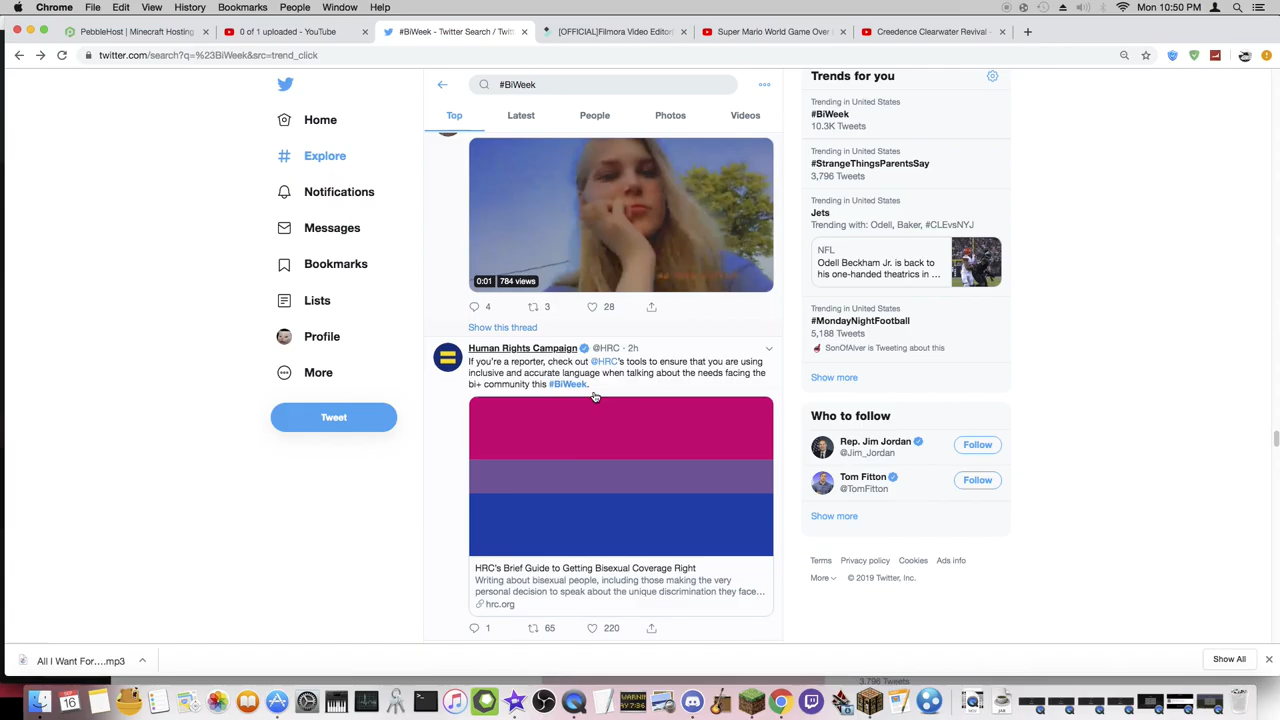 Chrome File Edit View History Bookmarks People Window Help
Mon 10:50 PM
PebbleHost | Minecraft Hosting
0 of 1 uploaded - YouTube
#BiWeek - Twitter Search / Twit
[OFFICIAL]Filmora Video Editor
Super Mario World Game Over
Creedence Clearwater Revival -
twitter.com/search?q=%23BiWeek&src=trend_click
Home
Explore
Notifications
Messages
Bookmarks
Lists
Profile
More
Tweet
#BiWeek
Top Latest People Photos Videos
0:01 784 views
4 3 28
Show this thread
Human Rights Campaign @HRC · 2h
If you're a reporter, check out @HRC's tools to ensure that you are using
inclusive and accurate language when talking about the needs facing the
bi+ community this #BiWeek.
HRC's Brief Guide to Getting Bisexual Coverage Right
Writing about bisexual people, including those making the very
personal decision to speak about the unique discrimination they face...
hrc.org
1 65 220
Trends for you
Trending in United States
#BiWeek
10.3K Tweets
Trending in United States
#StrangeThingsParentsSay
3,796 Tweets
Trending in United States
Jets
Trending with: Odell, Baker, #CLEvsNYJ
NFL
Odell Beckham Jr. is back to
his one-handed theatrics in ...
Trending in United States
#MondayNightFootball
5,188 Tweets
SonOfAlver is Tweeting about this
Show more
Who to follow
Rep. Jim Jordan
@Jim_Jordan
Follow
Tom Fitton
@TomFitton
Follow
Show more
Terms Privacy policy Cookies Ads info
More © 2019 Twitter, Inc.
All I Want For....mp3
Show All
3,796 Tweets
SEP
16